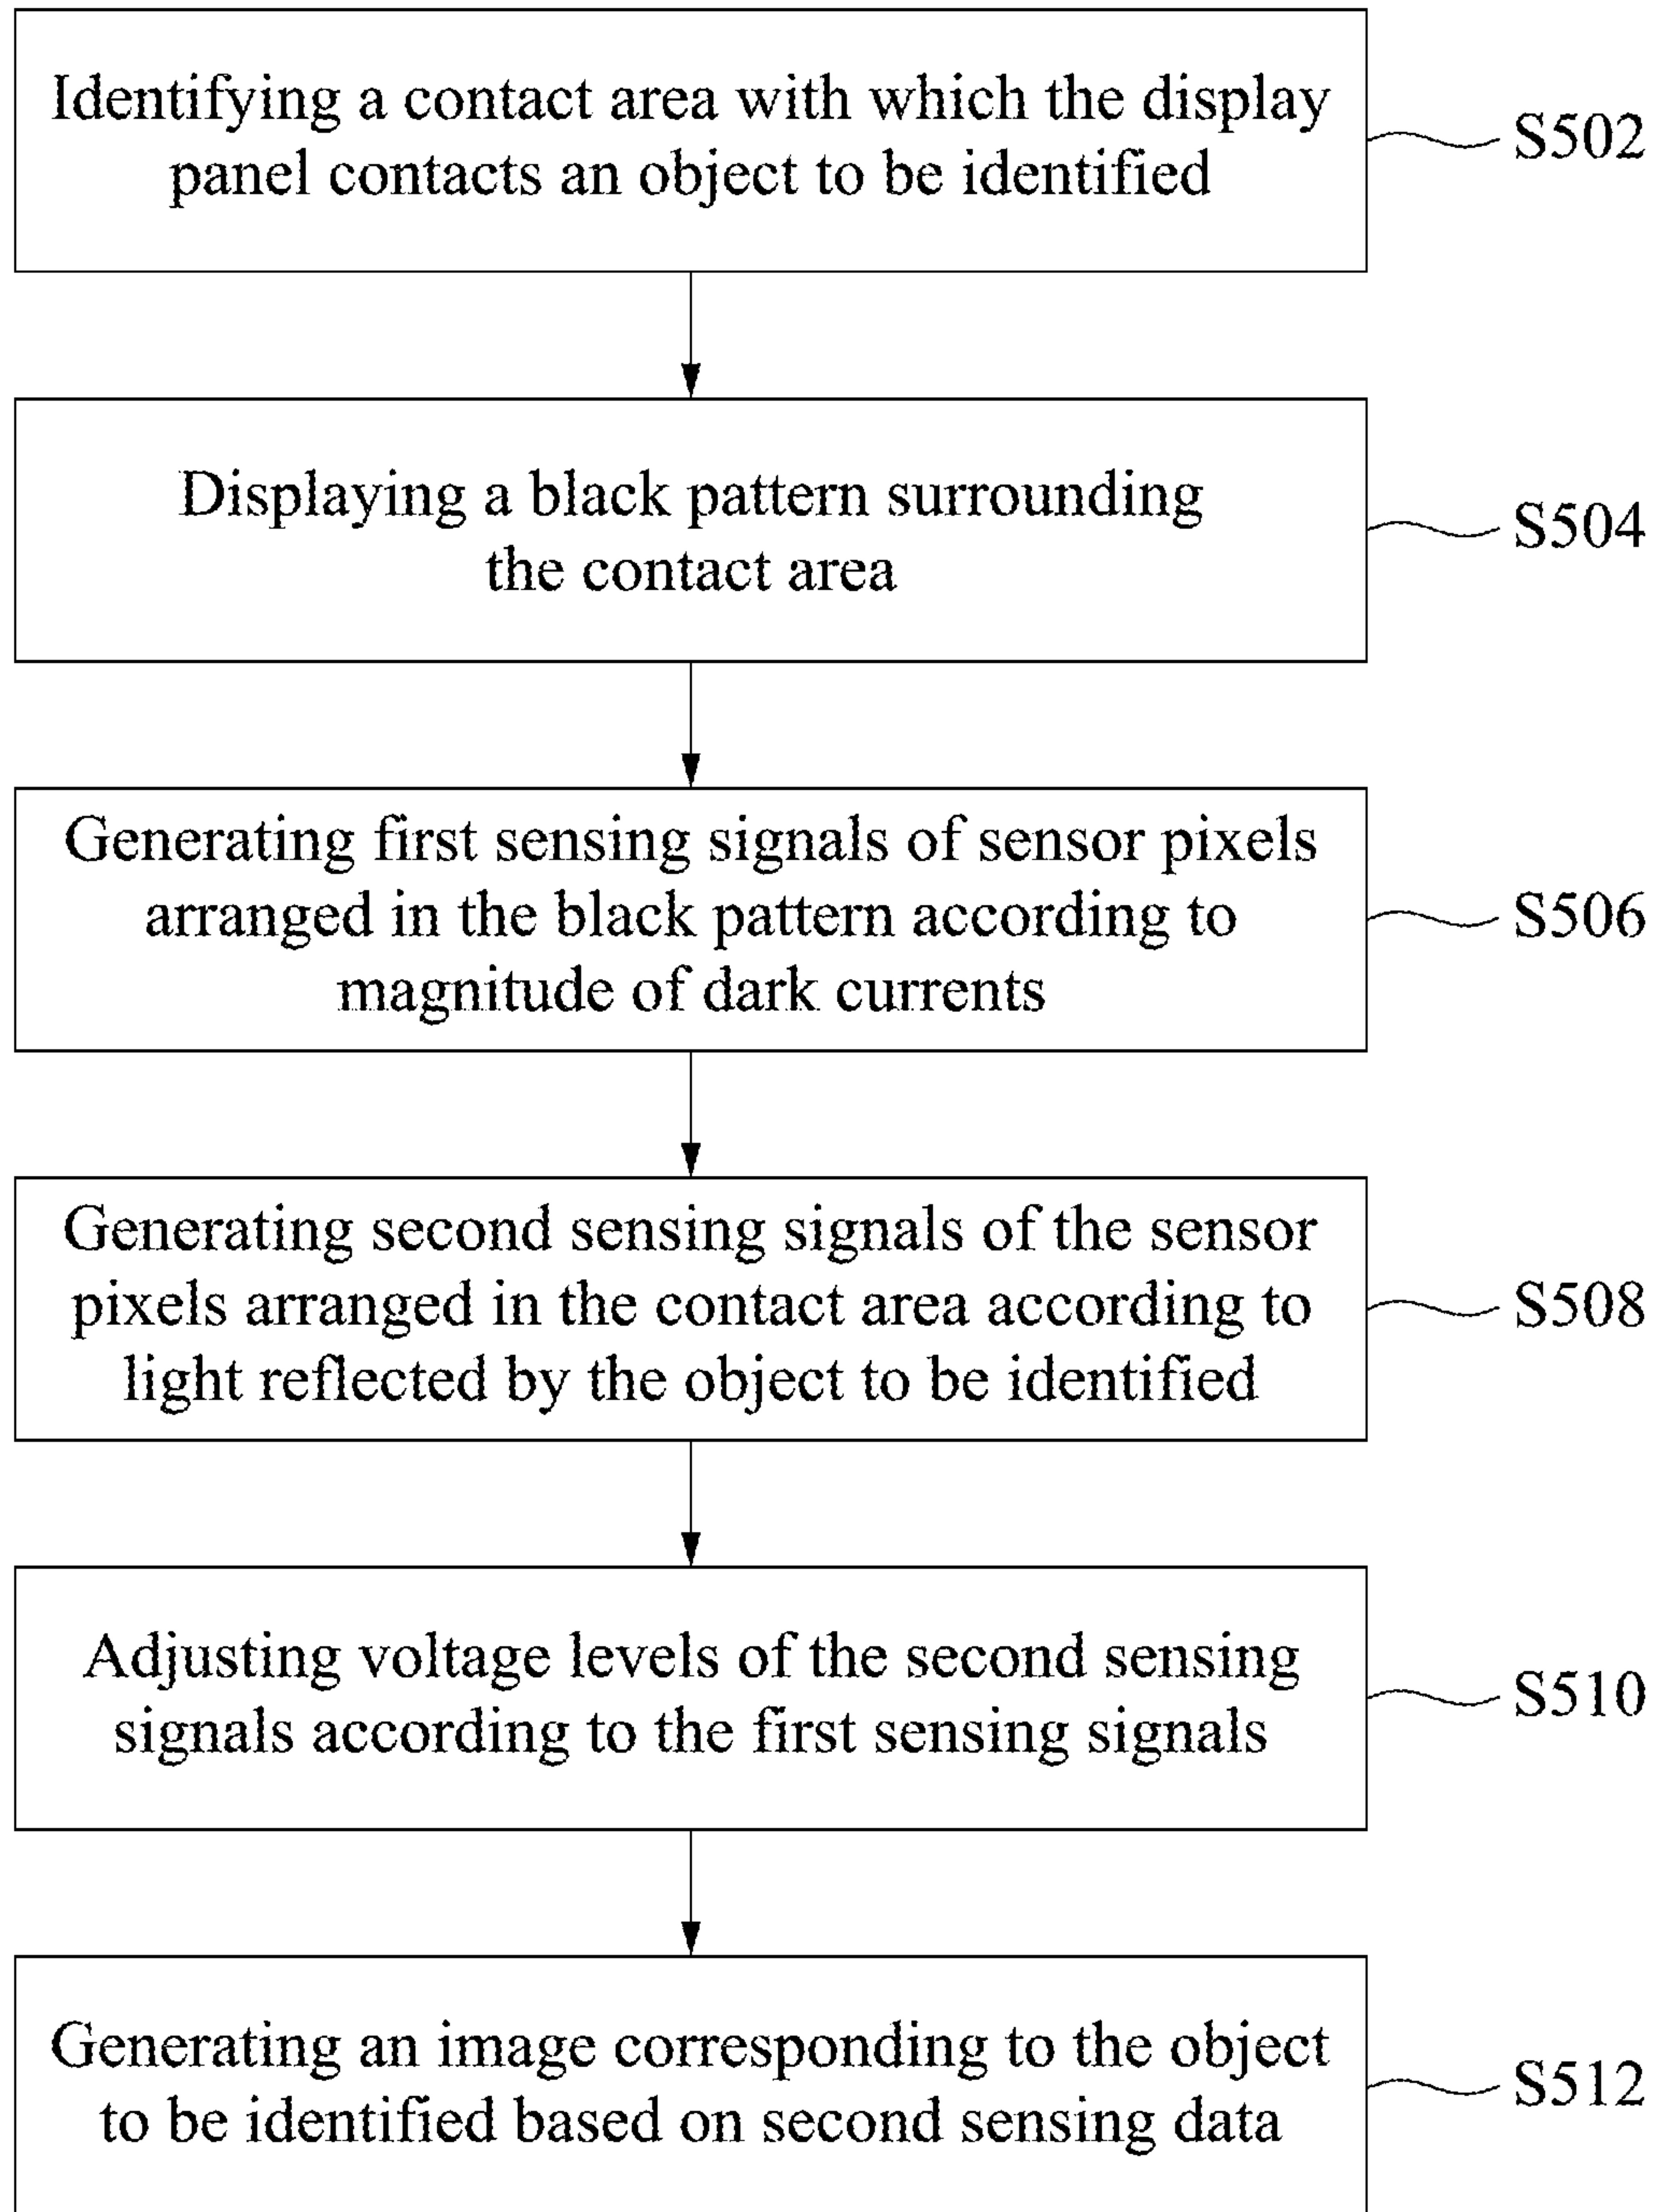 Identifying a contact area with which the display
panel contacts an object to be identified
S502
Displaying a black pattern surrounding
the contact area
S504
Generating first sensing signals of sensor pixels
arranged in the black pattern according to
magnitude of dark currents
S506
Generating second sensing signals of the sensor
pixels arranged in the contact area according to
light reflected by the object to be identified
S508
Adjusting voltage levels of the second sensing
signals according to the first sensing signals
S510
Generating an image corresponding to the object
to be identified based on second sensing data
S512